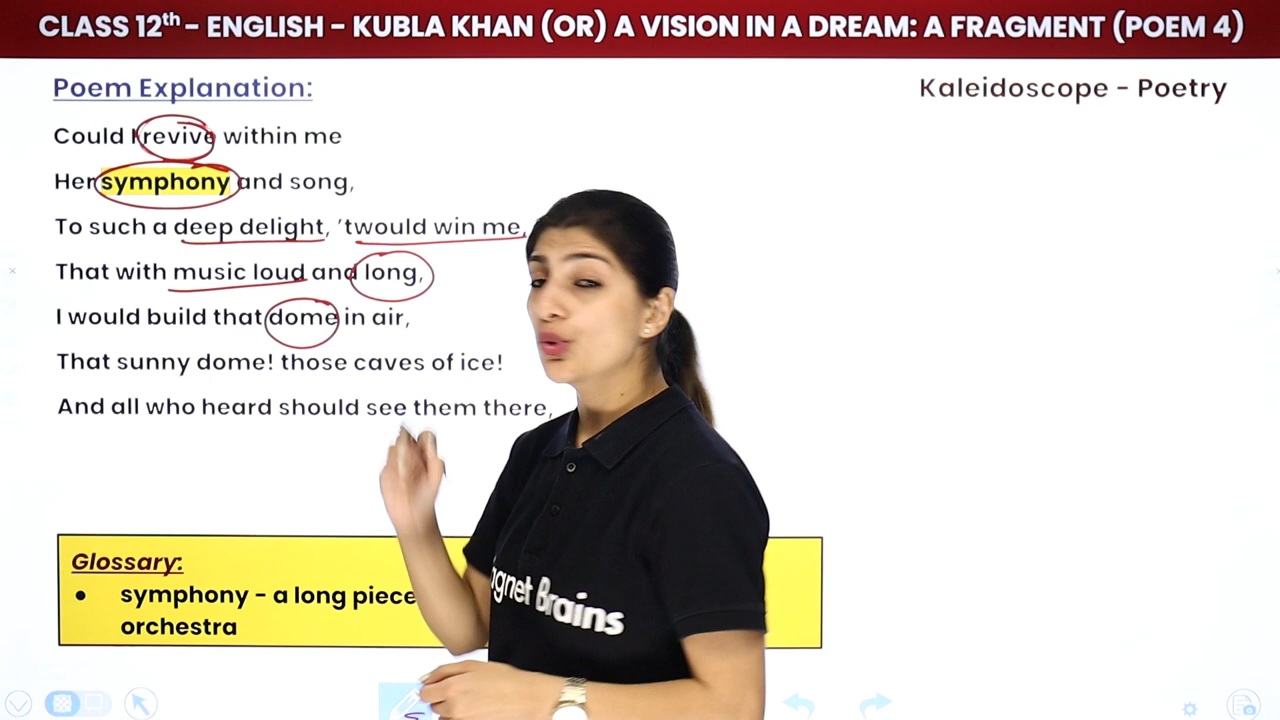 CLASS 12th – ENGLISH – KUBLA KHAN (OR) A VISION IN A DREAM: A FRAGMENT (POEM 4)
Poem Explanation:
Kaleidoscope - Poetry
Could I revive within me
Her symphony and song,
To such a deep delight, 'twould win me,
That with music loud and long,
I would build that dome in air,
That sunny dome! those caves of ice!
And all who heard should see them there,
Glossary:
• symphony - a long piece
orchestra
gnet Brains